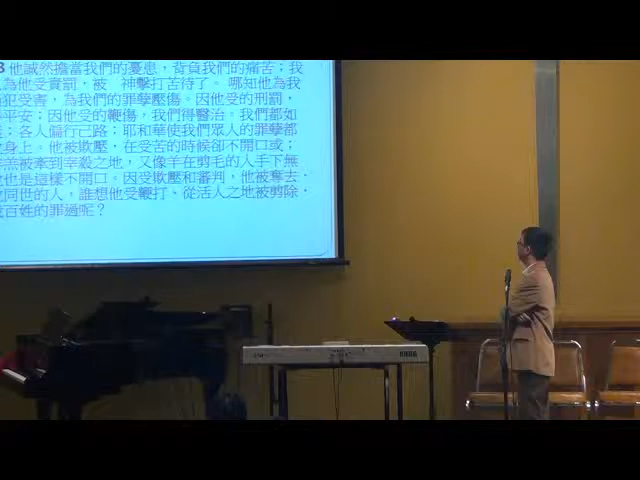 3 他誠然擔當我們的憂患，背負我們的痛苦；我
為他受責罰，被　神擊打苦待了。哪知他為我
犯受害，為我們的罪孽壓傷。因他受的刑罰，
平安；因他受的鞭傷，我們得醫治。我們都如
；各人偏行己路；耶和華使我們眾人的罪孽都
身上。他被欺壓，在受苦的時候卻不開口；
羔被牽到宰殺之地，又像羊在剪毛的人手下無
也是這樣不開口。因受欺壓和審判，他被奪去．
同世的人，誰想他受鞭打、從活人之地被剪除．
百姓的罪過呢？
KORG